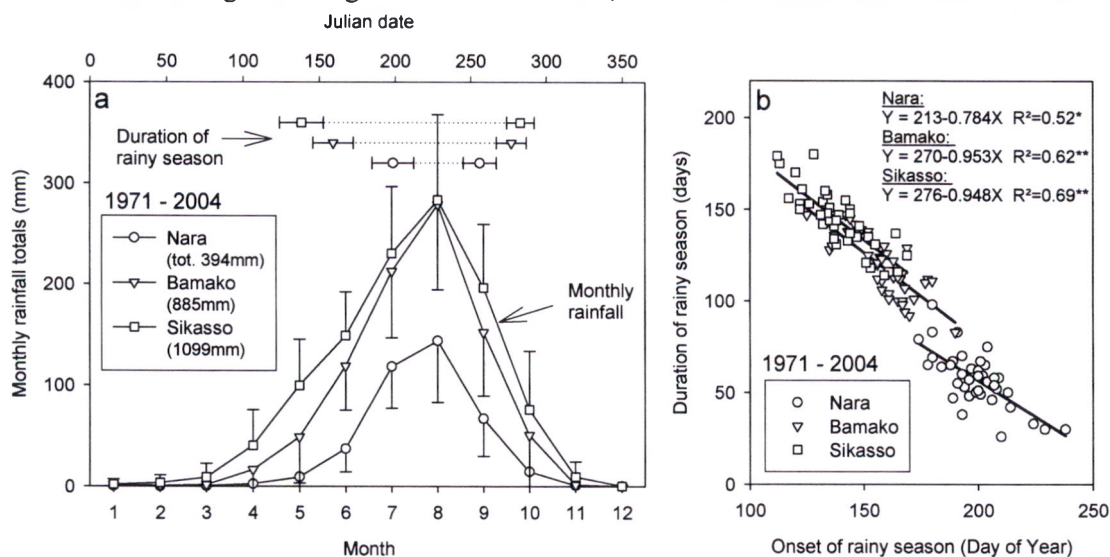 Julian date
0 50 100 150 200 250 300 350
400
300
200
100
0
Monthly rainfall totals (mm)
a
Duration of
rainy season
1971 - 2004
Nara
(tot. 394mm)
Bamako
(885mm)
Sikasso
(1099mm)
Monthly
rainfall
1 2 3 4 5 6 7 8 9 10 11 12
Month
200
150
100
50
0
Duration of rainy season (days)
b
Nara:
Y = 213-0.784X R²=0.52*
Bamako:
Y = 270-0.953X R²=0.62**
Sikasso:
Y = 276-0.948X R²=0.69**
1971 - 2004
Nara
Bamako
Sikasso
100 150 200 250
Onset of rainy season (Day of Year)